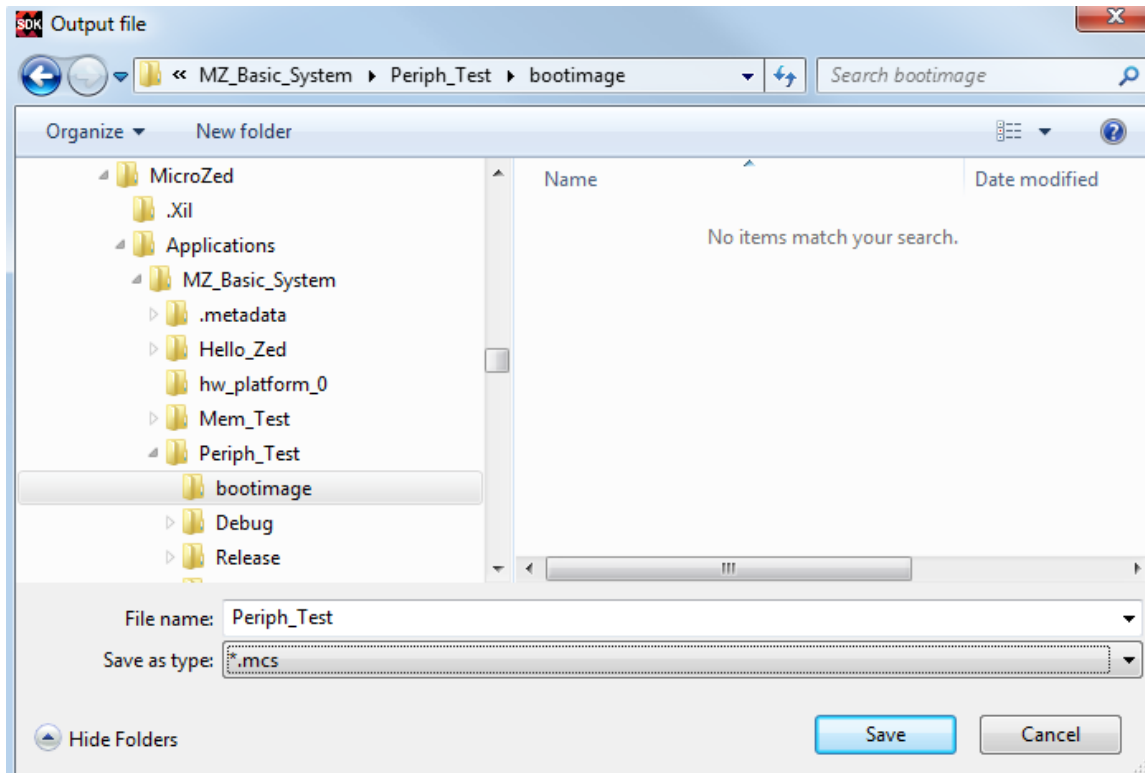 SDK Output file
« MZ_Basic_System ▸ Periph_Test ▸ bootimage
Search bootimage
Organize
New folder
MicroZed
.Xil
Applications
MZ_Basic_System
.metadata
Hello_Zed
hw_platform_0
Mem_Test
Periph_Test
bootimage
Debug
Release
Name
Date modified
No items match your search.
File name: Periph_Test
Save as type: *.mcs
Hide Folders
Save
Cancel